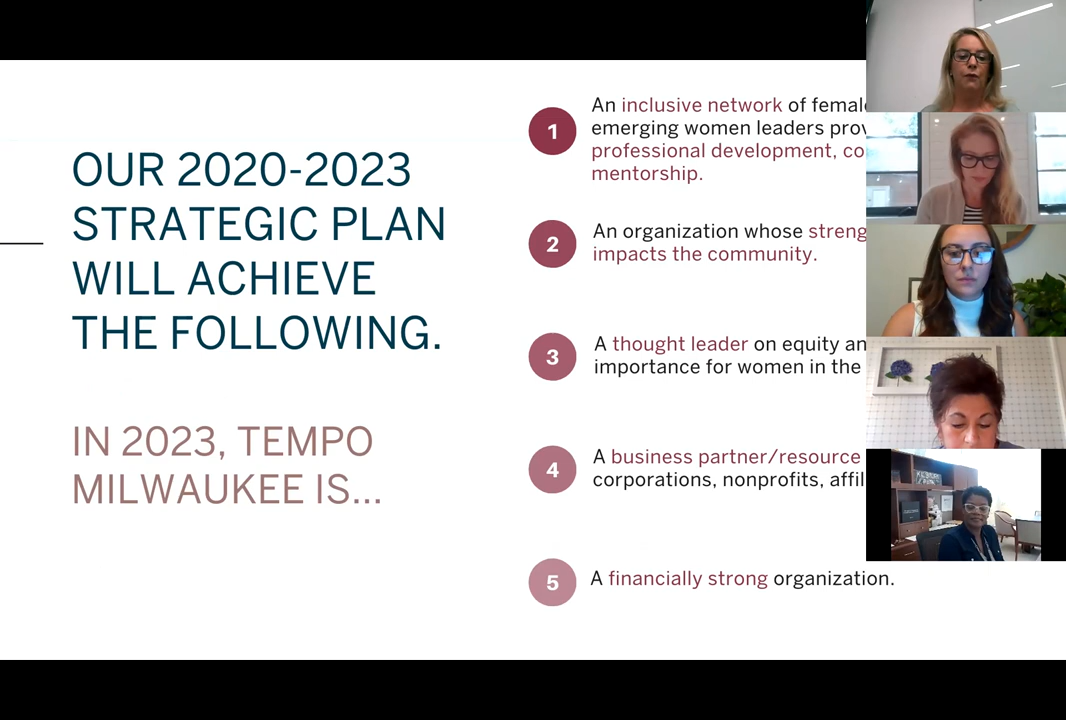 OUR 2020-2023
STRATEGIC PLAN
WILL ACHIEVE
THE FOLLOWING.
IN 2023, TEMPO
MILWAUKEE IS...
1
An inclusive network of
emerging women leaders
professional development,
mentorship.
2
An organization whose
impacts the community.
3
A thought leader on equity
importance for women in the
4
A business partner/resource
corporations, nonprofits,
5
A financially strong organization.